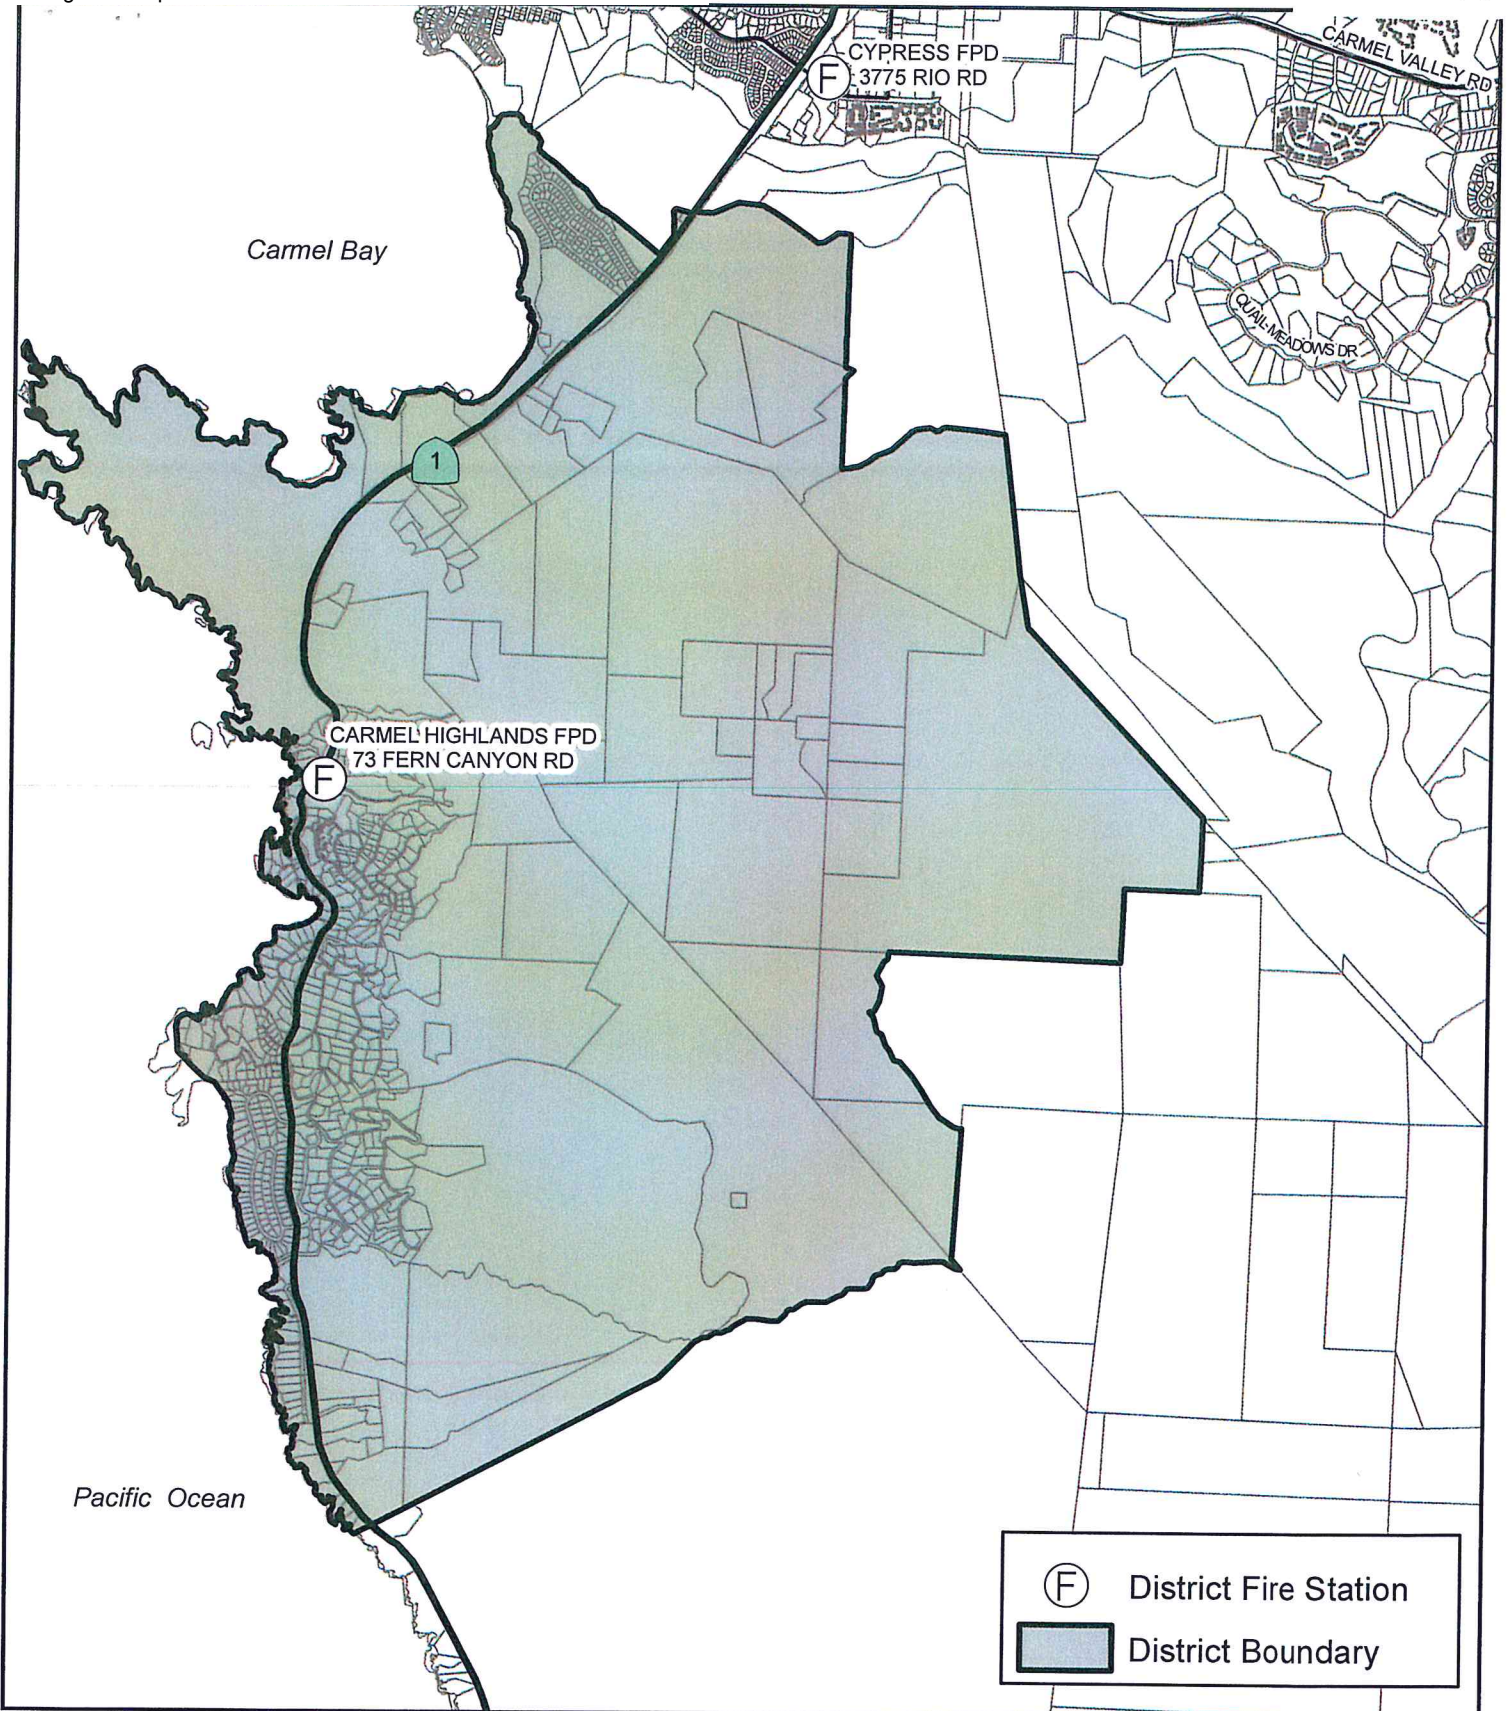 CARMEL VALLEY RD
F
CYPRESS FPD
3775 RIO RD
Carmel Bay
QUAIL MEADOWS DR
1
CARMEL HIGHLANDS FPD
73 FERN CANYON RD
F
Pacific Ocean
F District Fire Station
District Boundary